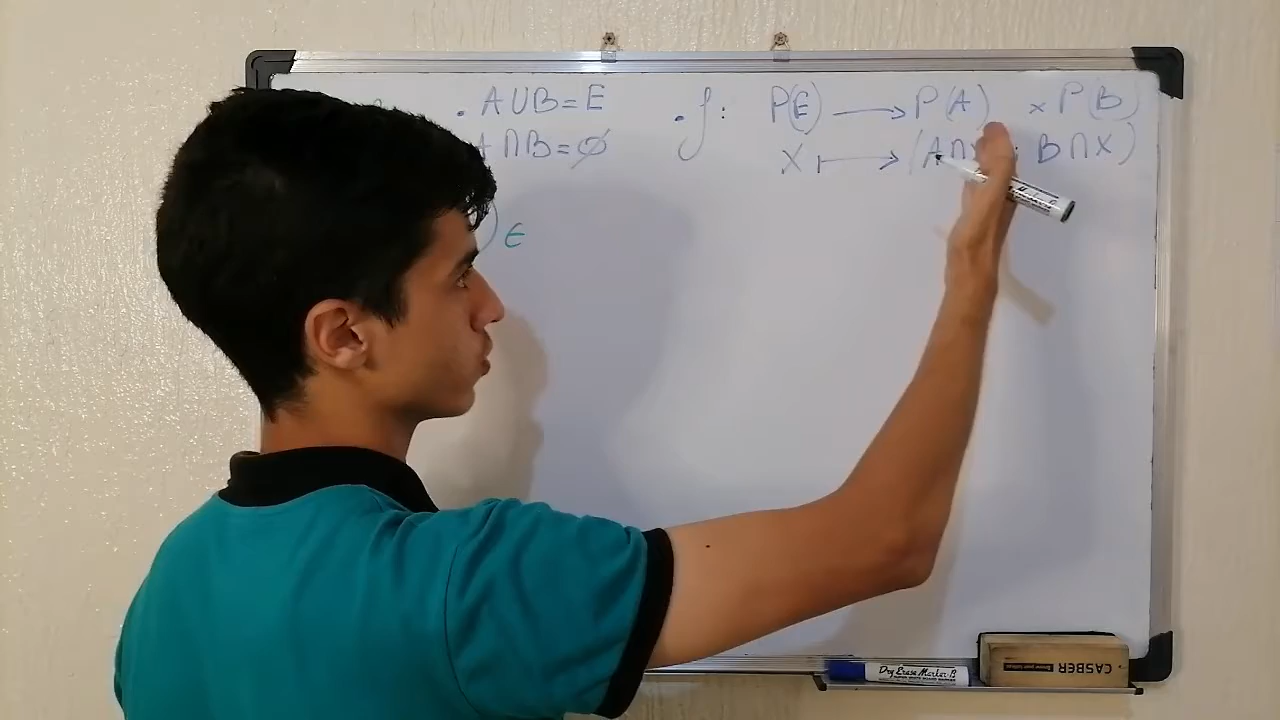 . A∪B=E . f: P(E) ⟶ P(A) × P(B)
A∩B=∅ X ⟼ (A∩X, B∩X)
) ∈
Dry Erase Marker-B
CASBER